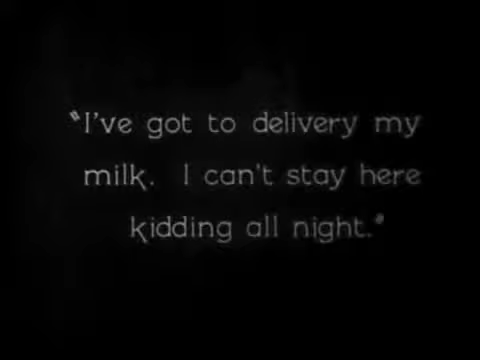 "I've got to delivery my
milk. I can't stay here
kidding all night."